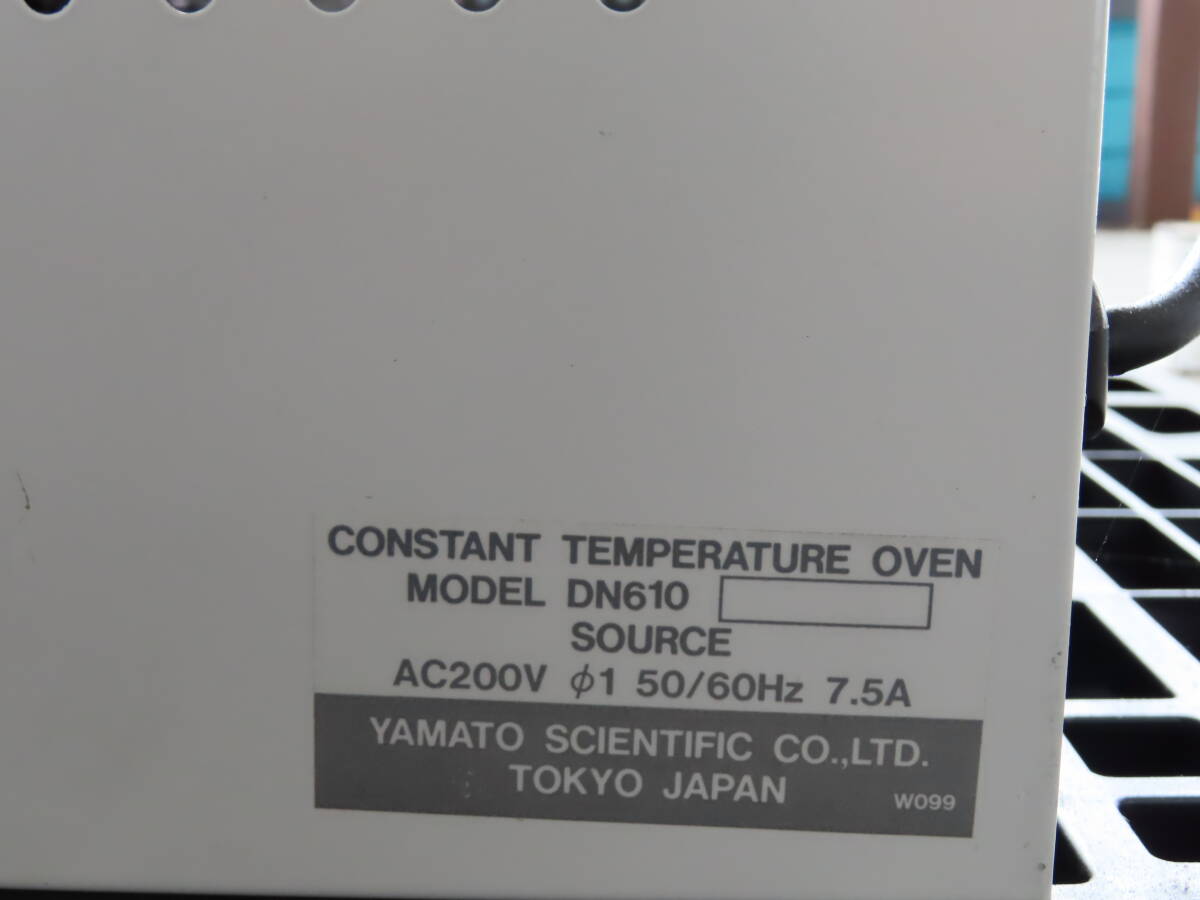 CONSTANT TEMPERATURE OVEN
MODEL DN610
SOURCE
AC200V φ1 50/60Hz 7.5A
YAMATO SCIENTIFIC CO.,LTD.
TOKYO JAPAN
W099